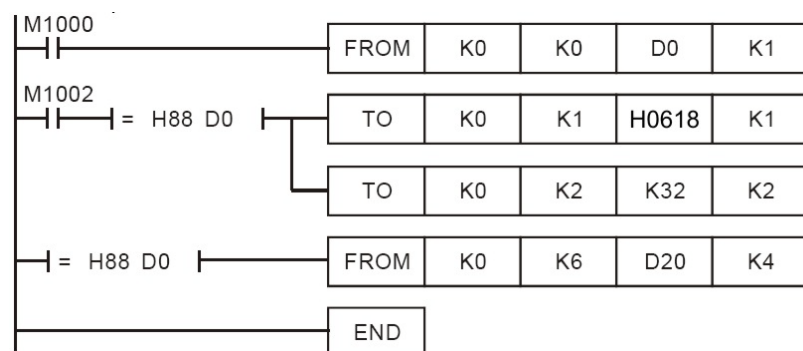 M1000
FROM K0 K0 D0 K1
M1002
= H88 D0 TO K0 K1 H0618 K1
TO K0 K2 K32 K2
= H88 D0 FROM K0 K6 D20 K4
END